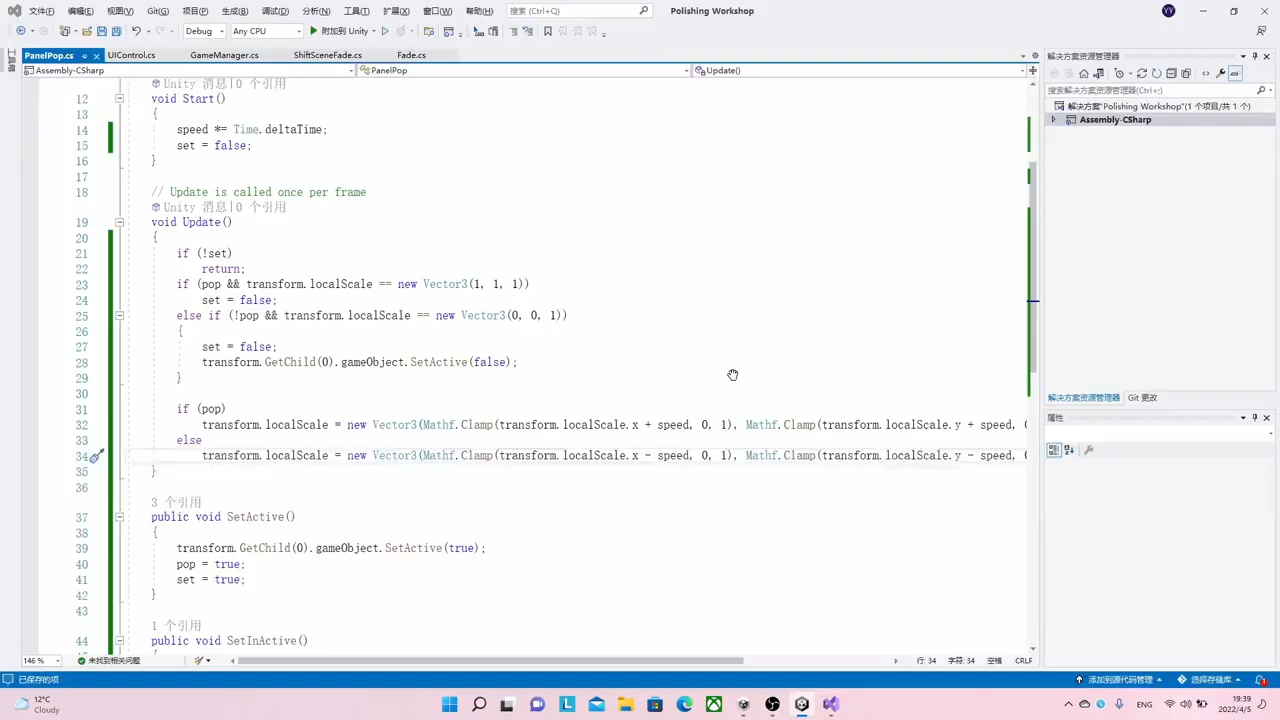 文件(F) 编辑(E) 视图(V) Git(G) 项目(P) 生成(B) 调试(D) 分析(N) 工具(T) 扩展(X) 窗口(W) 帮助(H) 搜索 (Ctrl+;) Polishing Workshop YY
Debug Any CPU 附加到 Unity
PanelPop.cs UIControl.cs GameManager.cs ShiftSceneFade.cs Fade.cs
Assembly-CSharp PanelPop Update()
Unity 消息|0 个引用
12 void Start()
13 {
14 speed *= Time.deltaTime;
15 set = false;
16 }
17
18 // Update is called once per frame
Unity 消息|0 个引用
19 void Update()
20 {
21 if (!set)
22 return;
23 if (pop && transform.localScale == new Vector3(1, 1, 1))
24 set = false;
25 else if (!pop && transform.localScale == new Vector3(0, 0, 1))
26 {
27 set = false;
28 transform.GetChild(0).gameObject.SetActive(false);
29 }
30
31 if (pop)
32 transform.localScale = new Vector3(Mathf.Clamp(transform.localScale.x + speed, 0, 1), Mathf.Clamp(transform.localScale.y + speed, 0
33 else
34 transform.localScale = new Vector3(Mathf.Clamp(transform.localScale.x - speed, 0, 1), Mathf.Clamp(transform.localScale.y - speed, 0
35 }
36
3 个引用
37 public void SetActive()
38 {
39 transform.GetChild(0).gameObject.SetActive(true);
40 pop = true;
41 set = true;
42 }
43
1 个引用
44 public void SetInActive()
146 % 未找到相关问题 行: 34 字符: 34 空格 CRLF
解决方案资源管理器
搜索解决方案资源管理器(Ctrl+;)
解决方案"Polishing Workshop"(1 个项目/共 1 个)
Assembly-CSharp
解决方案资源管理器 Git 更改
属性
已保存的项 添加到源代码管理 选择存储库
12°C
Cloudy
ENG
19:39
2022/4/5